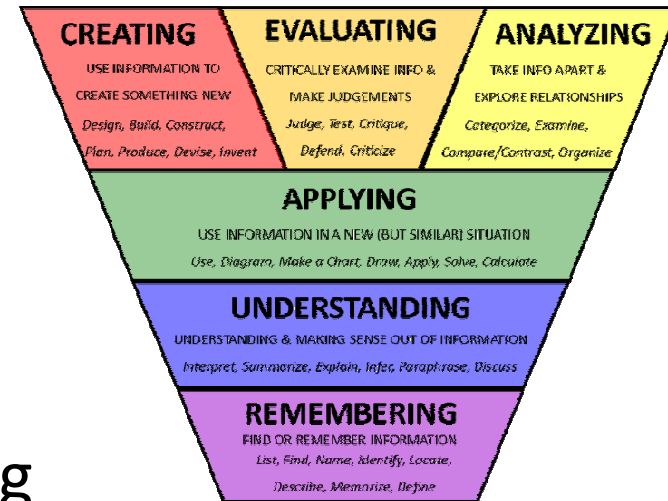 CREATING
USE INFORMATION TO
CREATE SOMETHING NEW
Design, Build, Construct,
Plan, Produce, Devise, Invent
EVALUATING
CRITICALLY EXAMINE INFO &
MAKE JUDGEMENTS
Judge, Test, Critique,
Defend, Criticize
ANALYZING
TAKE INFO APART &
EXPLORE RELATIONSHIPS
Categorize, Examine,
Compare/Contrast, Organize
APPLYING
USE INFORMATION IN A NEW (BUT SIMILAR) SITUATION
Use, Diagram, Make a Chart, Draw, Apply, Solve, Calculate
UNDERSTANDING
UNDERSTANDING & MAKING SENSE OUT OF INFORMATION
Interpret, Summarize, Explain, Infer, Paraphrase, Discuss
REMEMBERING
FIND OR REMEMBER INFORMATION
List, Find, Name, Identify, Locate,
Describe, Memorize, Define
g